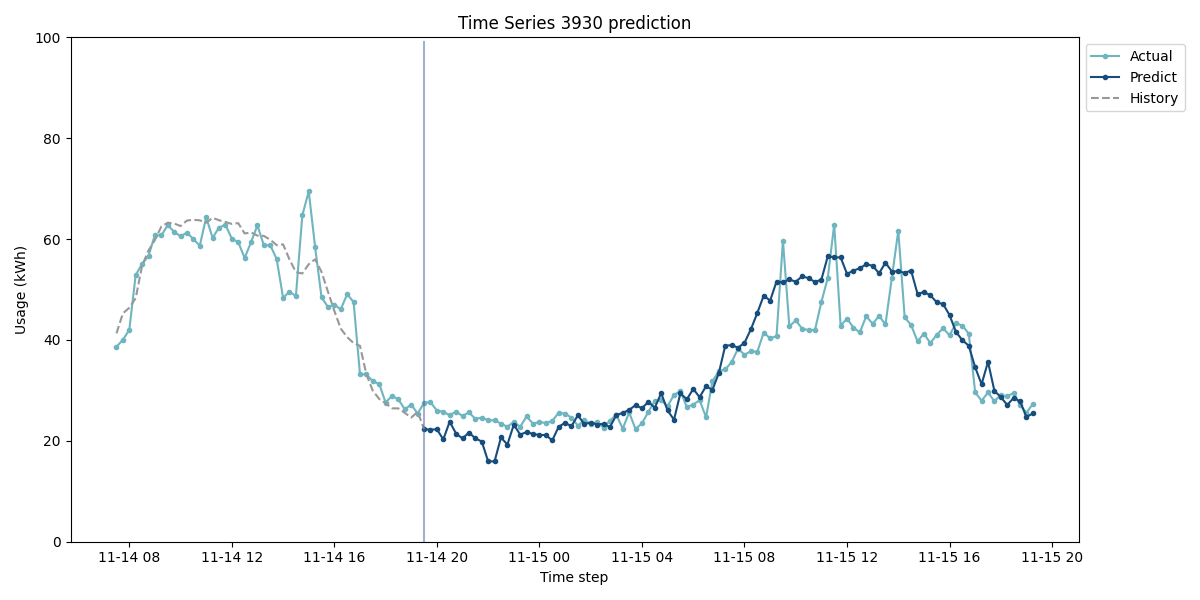 Time Series 3930 prediction
100
80
60
40
20
0
Usage (kWh)
11-14 08
11-14 12
11-14 16
11-14 20
11-15 00
11-15 04
11-15 08
11-15 12
11-15 16
11-15 20
Time step
Actual
Predict
History